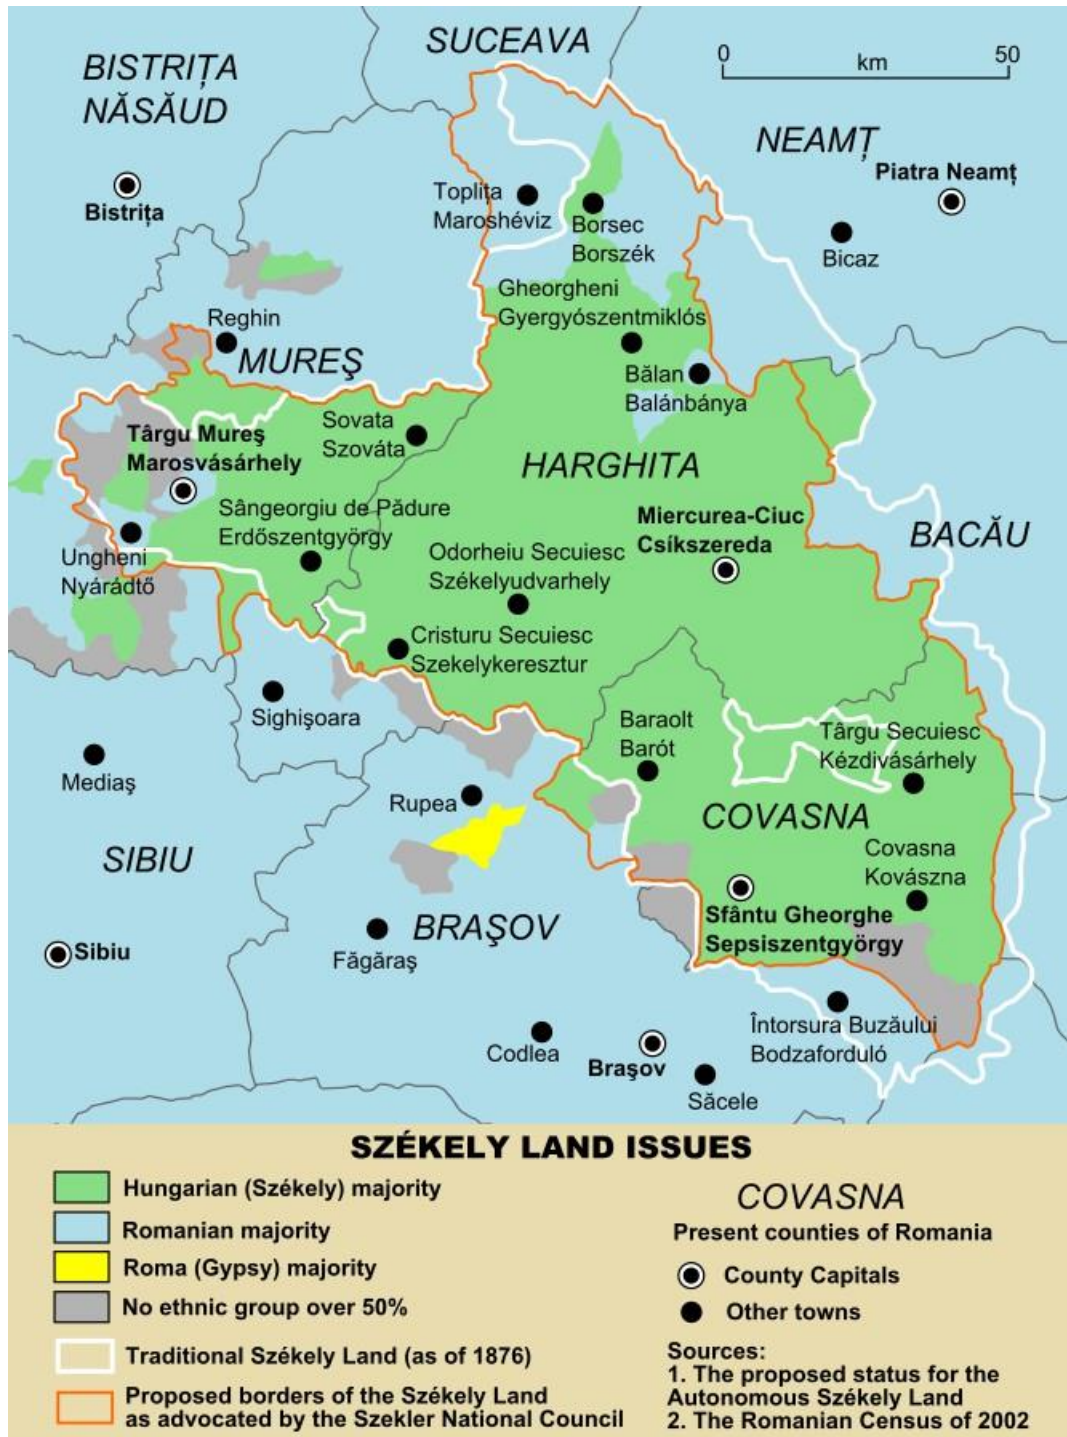 SUCEAVA
BISTRIȚA
NĂSĂUD
0
50
km
NEAMȚ
Piatra Neamț
Bistrița
Toplița
Maroshéviz
Borsec
Borszék
Bicaz
Gheorgheni
Gyergyószentmiklós
Reghin
MUREŞ
Bălan
Balánbánya
Sovata
Szováta
Târgu Mureş
Marosvásárhely
HARGHITA
Sângeorgiu de Pădure
Erdőszentgyörgy
Miercurea-Ciuc
Csíkszereda
BACĂU
Ungheni
Nyárádtő
Odorheiu Secuiesc
Székelyudvarhely
Cristuru Secuiesc
Szekelykeresztur
Sighişoara
Baraolt
Barót
Târgu Secuiesc
Kézdivásárhely
Mediaş
Rupea
COVASNA
SIBIU
Covasna
Kovászna
Sfântu Gheorghe
Sepsiszentgyörgy
BRAŞOV
Sibiu
Făgăraş
Întorsura Buzăului
Bodzaforduló
Codlea
Braşov
Săcele
SZÉKELY LAND ISSUES
Hungarian (Székely) majority
Romanian majority
Roma (Gypsy) majority
No ethnic group over 50%
Traditional Székely Land (as of 1876)
Proposed borders of the Székely Land
as advocated by the Szekler National Council
COVASNA
Present counties of Romania
County Capitals
Other towns
Sources:
1. The proposed status for the
Autonomous Székely Land
2. The Romanian Census of 2002